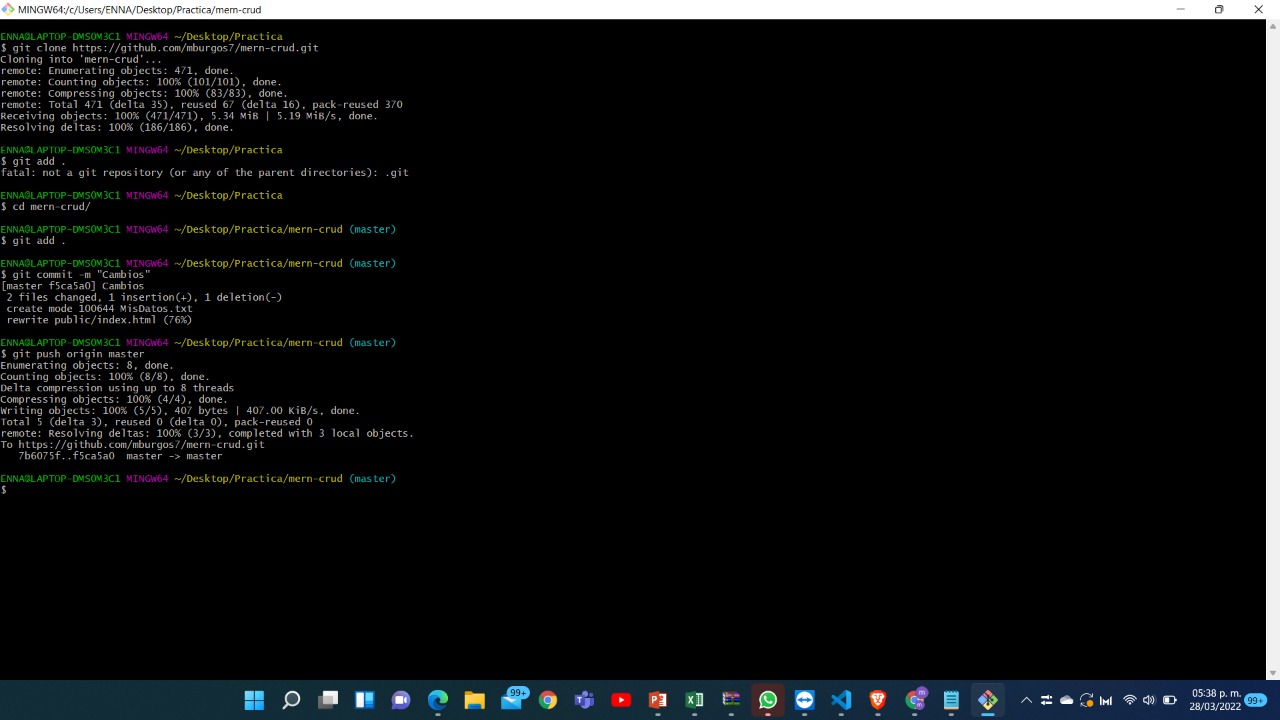 MINGW64:/c/Users/ENNA/Desktop/Practica/mern-crud
ENNA@LAPTOP-DMS0M3C1 MINGW64 ~/Desktop/Practica
$ git clone https://github.com/mburgos7/mern-crud.git
Cloning into 'mern-crud'...
remote: Enumerating objects: 471, done.
remote: Counting objects: 100% (101/101), done.
remote: Compressing objects: 100% (83/83), done.
remote: Total 471 (delta 35), reused 67 (delta 16), pack-reused 370
Receiving objects: 100% (471/471), 5.34 MiB | 5.19 MiB/s, done.
Resolving deltas: 100% (186/186), done.
ENNA@LAPTOP-DMS0M3C1 MINGW64 ~/Desktop/Practica
$ git add .
fatal: not a git repository (or any of the parent directories): .git
ENNA@LAPTOP-DMS0M3C1 MINGW64 ~/Desktop/Practica
$ cd mern-crud/
ENNA@LAPTOP-DMS0M3C1 MINGW64 ~/Desktop/Practica/mern-crud (master)
$ git add .
ENNA@LAPTOP-DMS0M3C1 MINGW64 ~/Desktop/Practica/mern-crud (master)
$ git commit -m "Cambios"
[master f5ca5a0] Cambios
2 files changed, 1 insertion(+), 1 deletion(-)
create mode 100644 MisDatos.txt
rewrite public/index.html (76%)
ENNA@LAPTOP-DMS0M3C1 MINGW64 ~/Desktop/Practica/mern-crud (master)
$ git push origin master
Enumerating objects: 8, done.
Counting objects: 100% (8/8), done.
Delta compression using up to 8 threads
Compressing objects: 100% (4/4), done.
Writing objects: 100% (5/5), 407 bytes | 407.00 KiB/s, done.
Total 5 (delta 3), reused 0 (delta 0), pack-reused 0
remote: Resolving deltas: 100% (3/3), completed with 3 local objects.
To https://github.com/mburgos7/mern-crud.git
7b6075f..f5ca5a0  master -> master
ENNA@LAPTOP-DMS0M3C1 MINGW64 ~/Desktop/Practica/mern-crud (master)
$
99+
05:38 p. m.
28/03/2022
99+